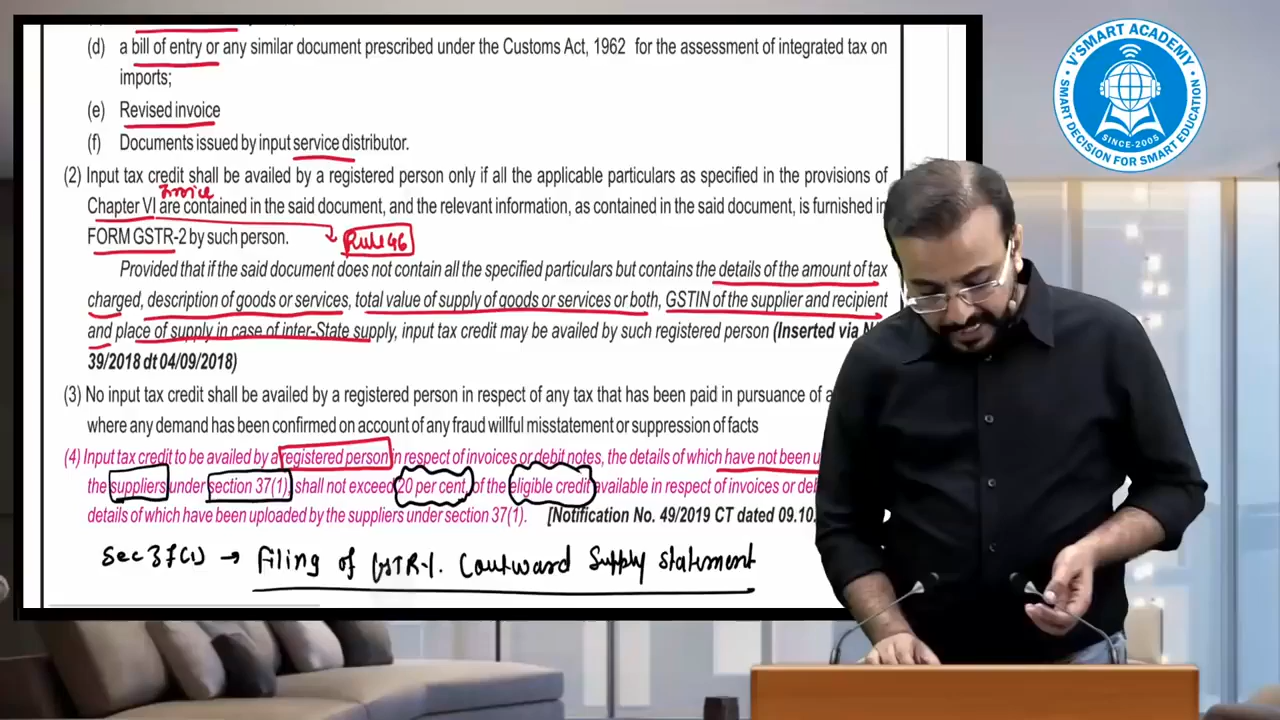 (d) a bill of entry or any similar document prescribed under the Customs Act, 1962 for the assessment of integrated tax on
imports;
(e) Revised invoice
(f) Documents issued by input service distributor.
(2) Input tax credit shall be availed by a registered person only if all the applicable particulars as specified in the provisions of
Invoice
Chapter VI are contained in the said document, and the relevant information, as contained in the said document, is furnished in
FORM GSTR-2 by such person.
Rule 46
Provided that if the said document does not contain all the specified particulars but contains the details of the amount of tax
charged, description of goods or services, total value of supply of goods or services or both, GSTIN of the supplier and recipient
and place of supply in case of inter-State supply, input tax credit may be availed by such registered person (Inserted via
39/2018 dt 04/09/2018)
(3) No input tax credit shall be availed by a registered person in respect of any tax that has been paid in pursuance of
where any demand has been confirmed on account of any fraud willful misstatement or suppression of facts
(4) Input tax credit to be availed by a registered person in respect of invoices or debit notes, the details of which have not been
the suppliers under section 37(1), shall not exceed 20 per cent. of the eligible credit available in respect of invoices or
details of which have been uploaded by the suppliers under section 37(1). [Notification No. 49/2019 CT dated 09.10.
Sec 37(1) → Filing of GSTR-1. (outward Supply Statement
V'SMART ACADEMY
SINCE-2005
SMART DECISION FOR SMART EDUCATION